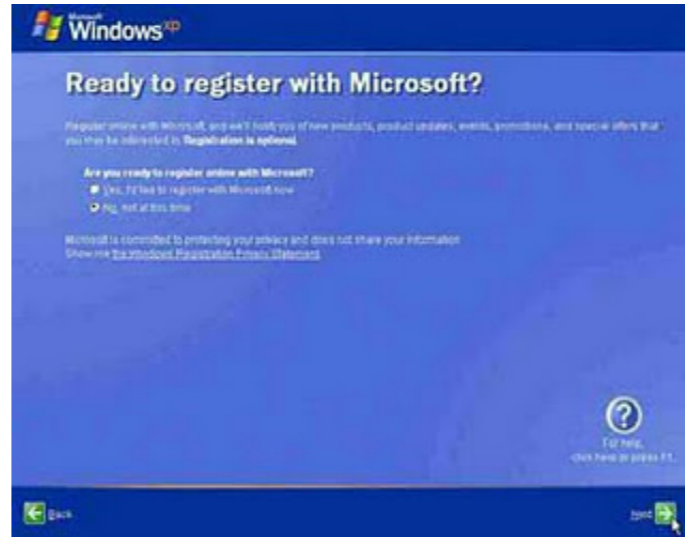 Microsoft
Windows xp
Ready to register with Microsoft?
Register online with Microsoft, and we'll notify you of new products, product updates, events, promotions, and special offers that
you may be interested in. Registration is optional.
Are you ready to register online with Microsoft?
Yes, I'd like to register with Microsoft now
No, not at this time
Microsoft is committed to protecting your privacy and does not share your information
Show me the Windows Registration Privacy Statement
For help,
click here or press F1.
Back
Next